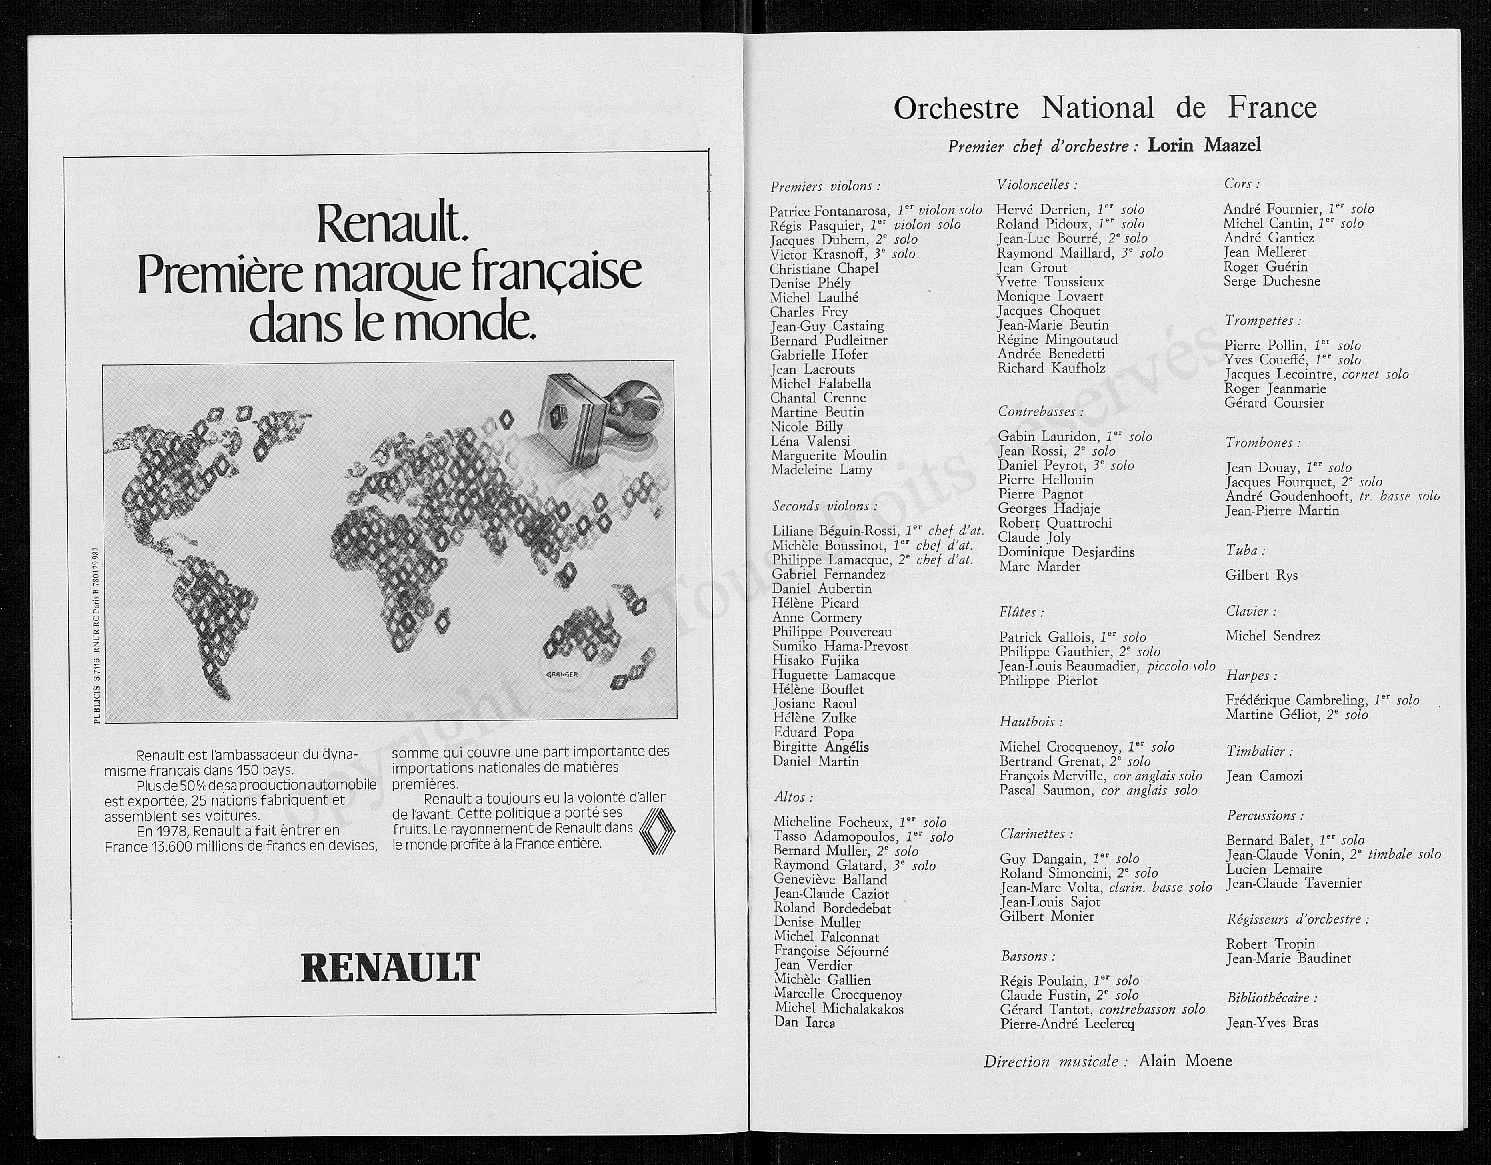 Renault.
Première marque française
dans le monde.
GRAINGER
PUBLICIS S 7115 RNUR RC Paris B 780129987
Renault est l'ambassadeur du dyna-
misme français dans 150 pays.
Plus de 50% de sa production automobile
est exportée, 25 nations fabriquent et
assemblent ses voitures.
En 1978, Renault a fait entrer en
France 13.600 millions de francs en devises,
somme qui couvre une part importante des
importations nationales de matières
premières.
Renault a toujours eu la volonté d'aller
de l'avant. Cette politique a porté ses
fruits. Le rayonnement de Renault dans
le monde profite à la France entière.
RENAULT
Orchestre National de France
Premier chef d'orchestre : Lorin Maazel
Premiers violons :
Patrice Fontanarosa, 1er violon solo
Régis Pasquier, 1er violon solo
Jacques Duhem, 2e solo
Victor Krasnoff, 3e solo
Christiane Chapel
Denise Phély
Michel Laulhé
Charles Frey
Jean-Guy Castaing
Bernard Pudleitner
Gabrielle Hofer
Jean Lacrouts
Michel Falabella
Chantal Crenne
Martine Beutin
Nicole Billy
Léna Valensi
Marguerite Moulin
Madeleine Lamy
Seconds violons :
Liliane Béguin-Rossi, 1er chef d'at.
Michèle Boussinot, 1er chef d'at.
Philippe Lamacque, 2e chef d'at.
Gabriel Fernandez
Daniel Aubertin
Hélène Picard
Anne Cormery
Philippe Pouvereau
Sumiko Hama-Prevost
Hisako Fujika
Huguette Lamacque
Hélène Bouflet
Josiane Raoul
Hélène Zulke
Eduard Popa
Birgitte Angélis
Daniel Martin
Altos :
Micheline Focheux, 1er solo
Tasso Adamopoulos, 1er solo
Bernard Muller, 2e solo
Raymond Glatard, 3e solo
Geneviève Balland
Jean-Claude Caziot
Roland Bordedebat
Denise Muller
Michel Falconnat
Françoise Séjourné
Jean Verdier
Michèle Gallien
Marcelle Crocquenoy
Michel Michalakakos
Dan Iarca
Violoncelles :
Hervé Derrien, 1er solo
Roland Pidoux, 1er solo
Jean-Luc Bourré, 2e solo
Raymond Maillard, 3e solo
Jean Grout
Yvette Toussieux
Monique Lovaert
Jacques Choquet
Jean-Marie Beutin
Régine Mingoutaud
Andrée Benedetti
Richard Kaufholz
Contrebasses :
Gabin Lauridon, 1er solo
Jean Rossi, 2e solo
Daniel Peyrot, 3e solo
Pierre Hellouin
Pierre Pagnot
Georges Hadjaje
Robert Quattrochi
Claude Joly
Dominique Desjardins
Marc Marder
Flûtes :
Patrick Gallois, 1er solo
Philippe Gauthier, 2e solo
Jean-Louis Beaumadier, piccolo solo
Philippe Pierlot
Hautbois :
Michel Crocquenoy, 1er solo
Bertrand Grenat, 2e solo
François Merville, cor anglais solo
Pascal Saumon, cor anglais solo
Clarinettes :
Guy Dangain, 1er solo
Roland Simoncini, 2e solo
Jean-Marc Volta, clarin. basse solo
Jean-Louis Sajot
Gilbert Monier
Bassons :
Régis Poulain, 1er solo
Claude Fustin, 2e solo
Gérard Tantot, contrebasson solo
Pierre-André Leclercq
Cors :
André Fournier, 1er solo
Michel Cantin, 1er solo
André Gantiez
Jean Melleret
Roger Guérin
Serge Duchesne
Trompettes :
Pierre Pollin, 1er solo
Yves Coueffé, 1er solo
Jacques Lecointre, cornet solo
Roger Jeanmarie
Gérard Coursier
Trombones :
Jean Douay, 1er solo
Jacques Fourquet, 2e solo
André Goudenhooft, tr. basse solo
Jean-Pierre Martin
Tuba :
Gilbert Rys
Clavier :
Michel Sendrez
Harpes :
Frédérique Cambreling, 1er solo
Martine Géliot, 2e solo
Timbalier :
Jean Camozi
Percussions :
Bernard Balet, 1er solo
Jean-Claude Vonin, 2e timbale solo
Lucien Lemaire
Jean-Claude Tavernier
Régisseurs d'orchestre :
Robert Tropin
Jean-Marie Baudinet
Bibliothécaire :
Jean-Yves Bras
Direction musicale : Alain Moene
Copyright © Tous droits réservés